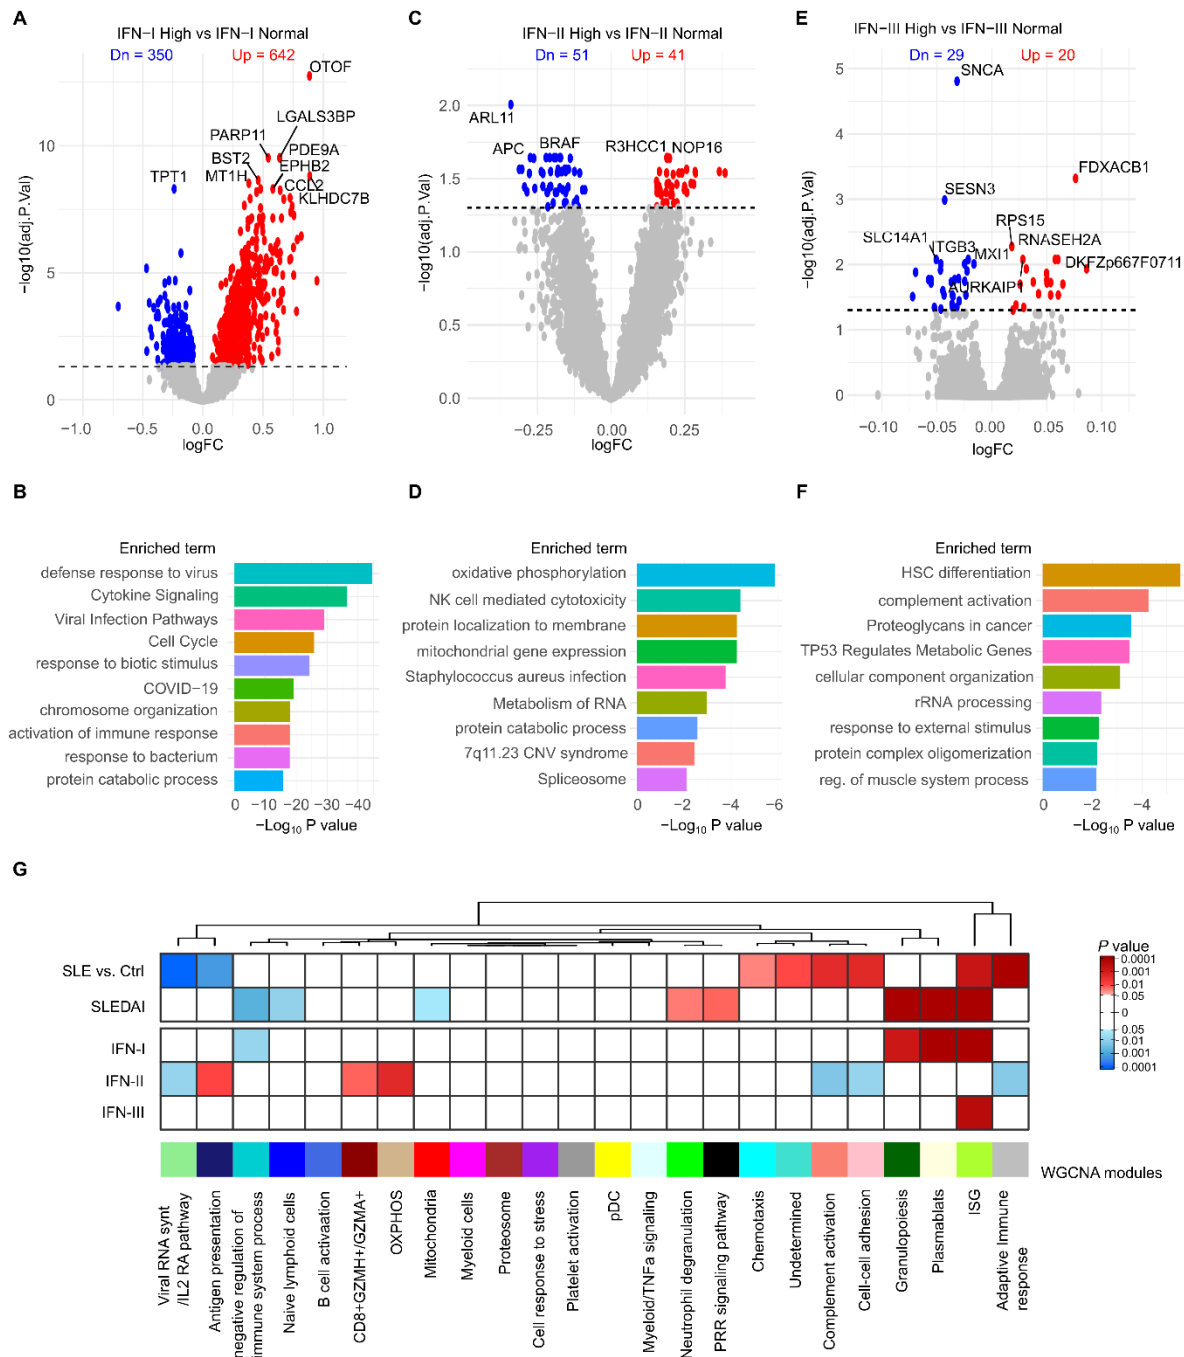 A
IFN−I High vs IFN−I Normal
Dn = 350
Up = 642
OTOF
LGALS3BP
PARP11
PDE9A
BST2
EPHB2
TPT1
MT1H
CCL2
KLHDC7B
10
5
0
−log10(adj.P.Val)
−1.0
−0.5
0.0
0.5
1.0
logFC
C
IFN−II High vs IFN−II Normal
Dn = 51
Up = 41
ARL11
APC
BRAF
R3HCC1
NOP16
2.0
1.5
1.0
0.5
0.0
−log10(adj.P.Val)
−0.25
0.00
0.25
logFC
E
IFN−III High vs IFN−III Normal
Dn = 29
Up = 20
SNCA
FDXACB1
SESN3
RPS15
SLC14A1
ITGB3
RNASEH2A
MXI1
DKFZp667F0711
AURKAIP1
5
4
3
2
1
0
−log10(adj.P.Val)
−0.10
−0.05
0.00
0.05
0.10
logFC
B
Enriched term
defense response to virus
Cytokine Signaling
Viral Infection Pathways
Cell Cycle
response to biotic stimulus
COVID−19
chromosome organization
activation of immune response
response to bacterium
protein catabolic process
0
−10
−20
−30
−40
−Log10 P value
D
Enriched term
oxidative phosphorylation
NK cell mediated cytotoxicity
protein localization to membrane
mitochondrial gene expression
Staphylococcus aureus infection
Metabolism of RNA
protein catabolic process
7q11.23 CNV syndrome
Spliceosome
0
−2
−4
−6
−Log10 P value
F
Enriched term
HSC differentiation
complement activation
Proteoglycans in cancer
TP53 Regulates Metabolic Genes
cellular component organization
rRNA processing
response to external stimulus
protein complex oligomerization
reg. of muscle system process
0
−2
−4
−Log10 P value
G
SLE vs. Ctrl
SLEDAI
IFN-I
IFN-II
IFN-III
P value
0.0001
0.001
0.01
0.05
0
0.05
0.01
0.001
0.0001
WGCNA modules
Viral RNA synt
/IL2 RA pathway
Antigen presentation
negative regulation of
immune system process
Naive lymphoid cells
B cell activaation
CD8+GZMH+/GZMA+
OXPHOS
Mitochondria
Myeloid cells
Proteosome
Cell response to stress
Platelet activation
pDC
Myeloid/TNFa signaling
Neutrophil degranulation
PRR signaling pathway
Chemotaxis
Undetermined
Complement activation
Cell-cell adhesion
Granulopoiesis
Plasmablats
ISG
Adaptive Immune
response